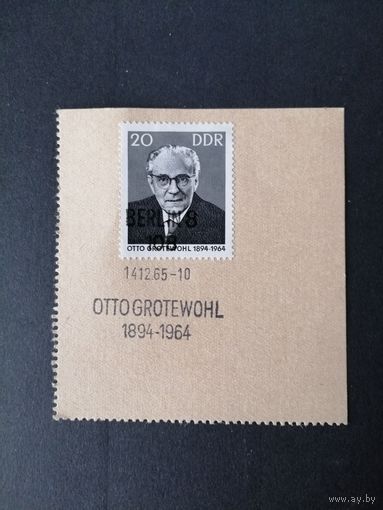 20 DDR
BERLIN 8
108
OTTO GROTEWOHL 1894-1964
14.12.65-10
OTTO GROTEWOHL
1894-1964
www.ay.by